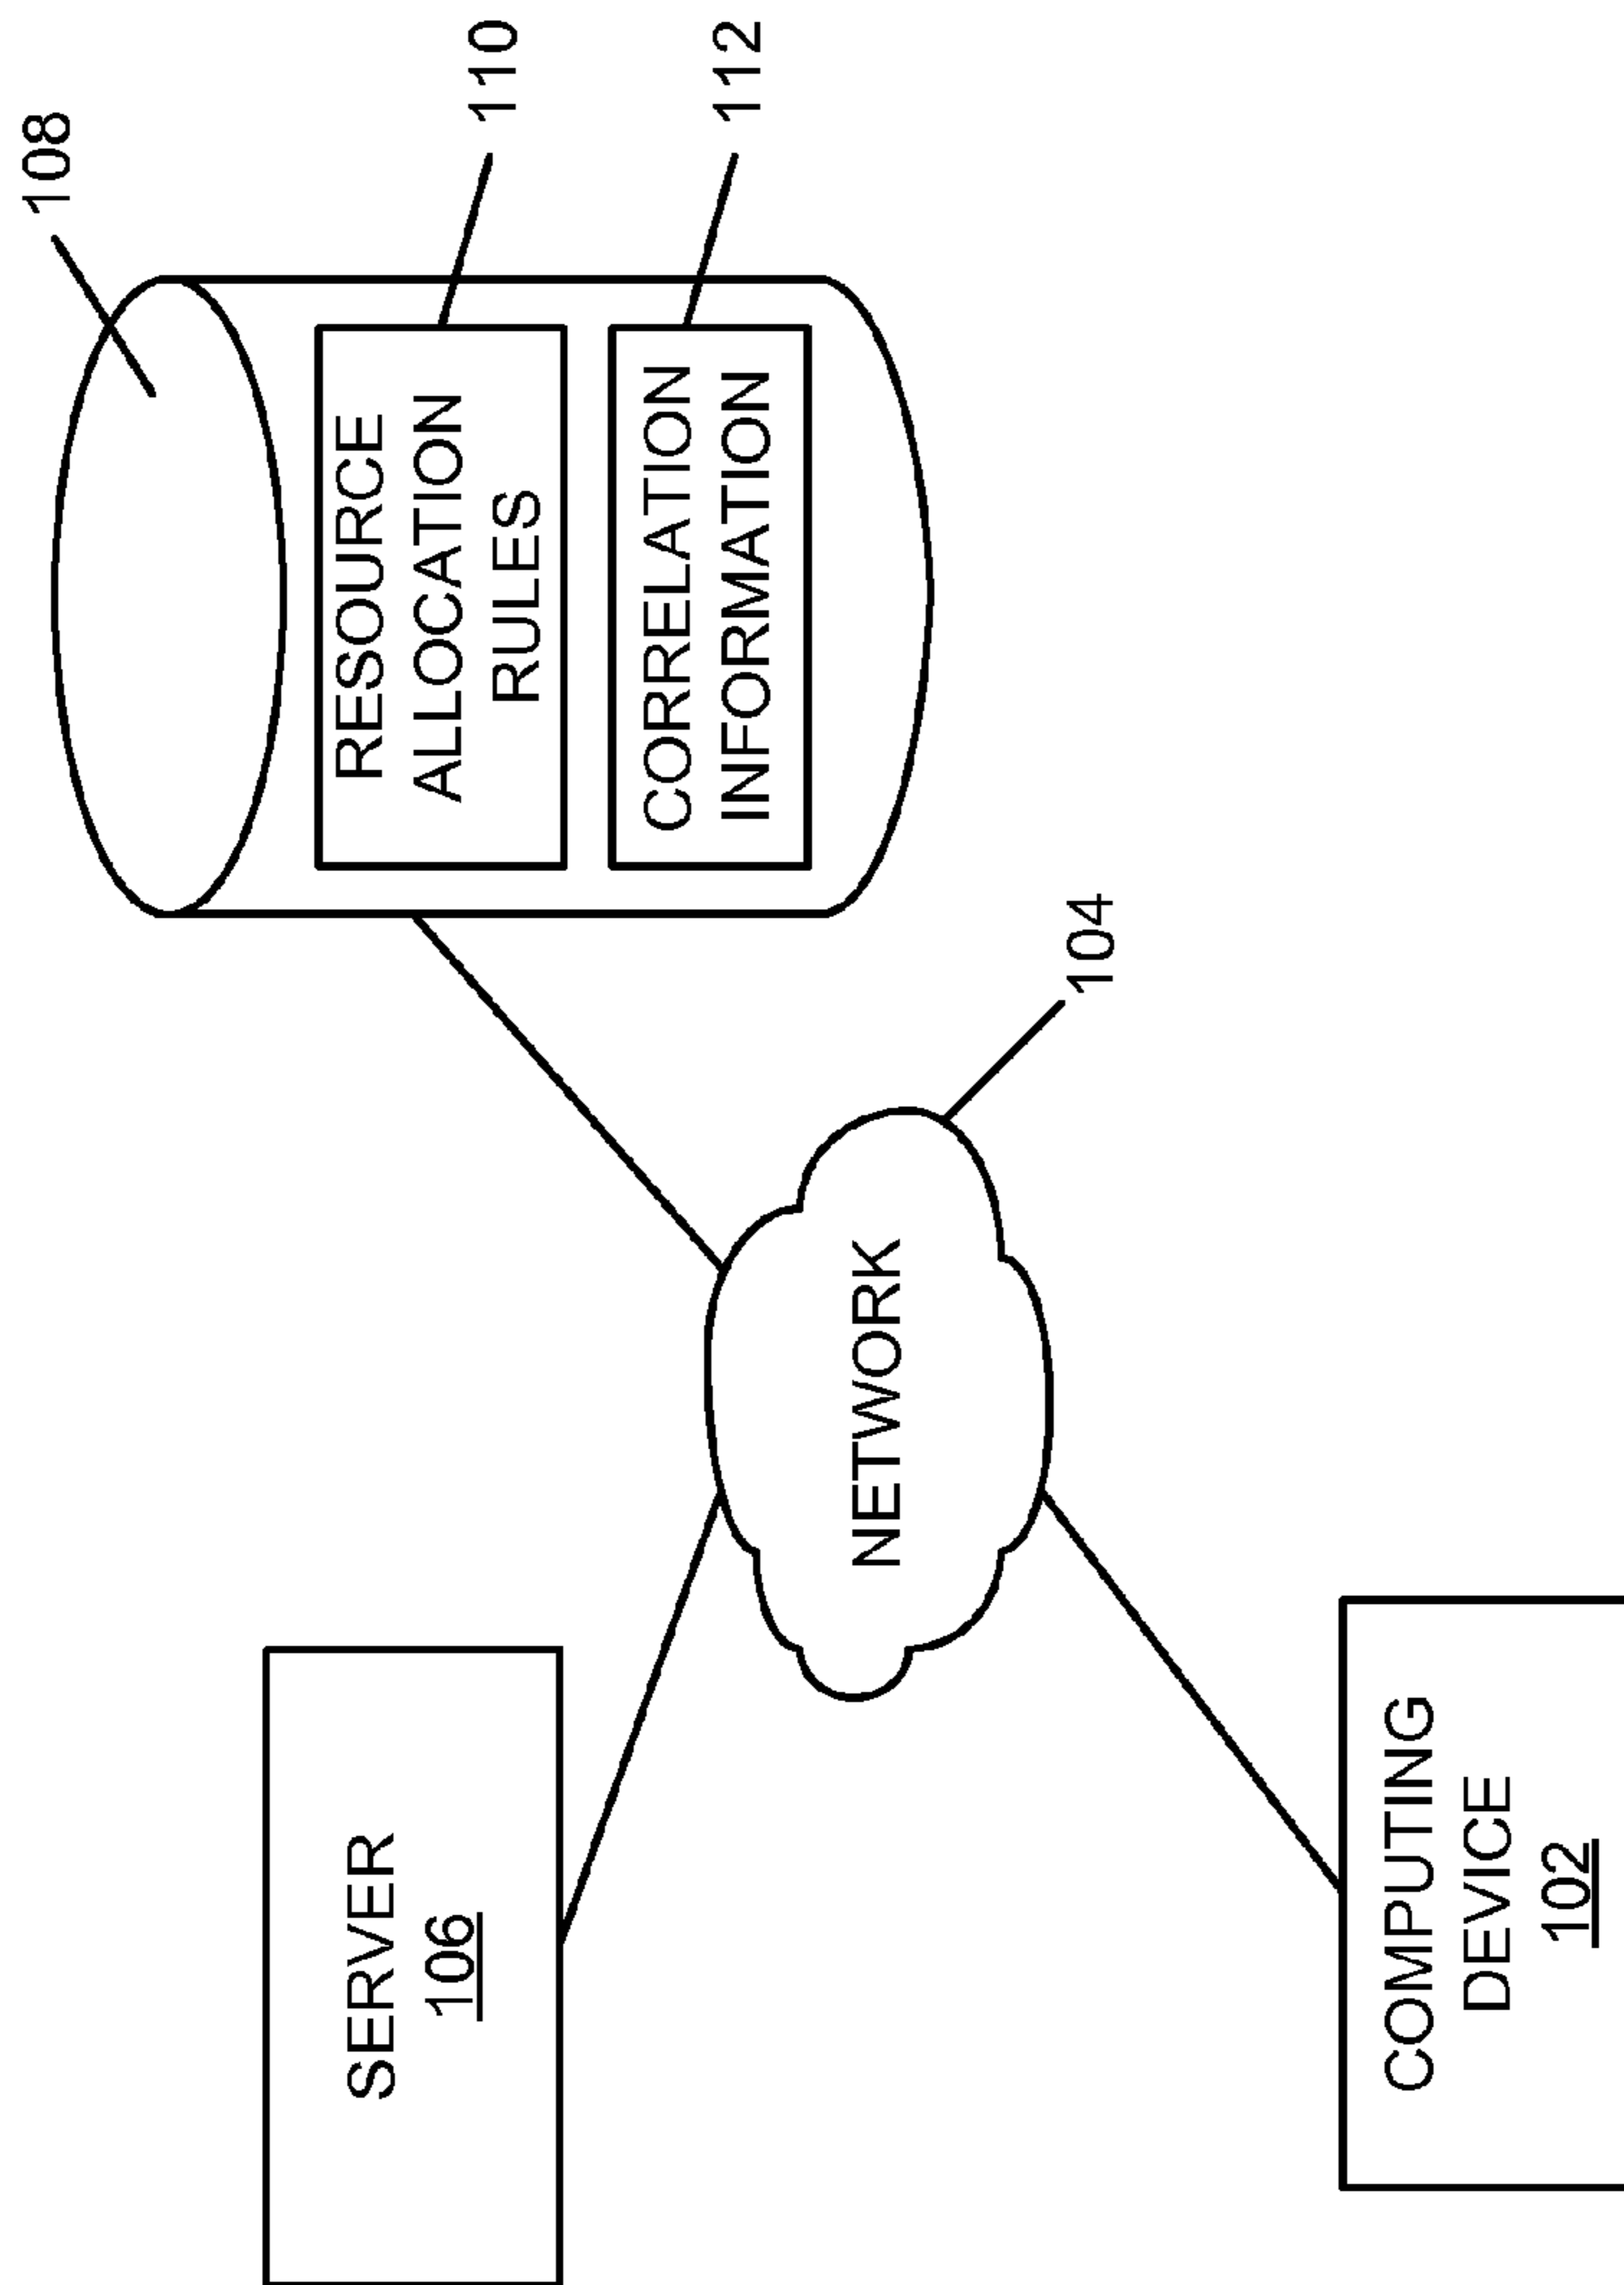 108
RESOURCE
ALLOCATION
RULES
110
CORRELATION
INFORMATION
112
SERVER
106
NETWORK
104
COMPUTING
DEVICE
102